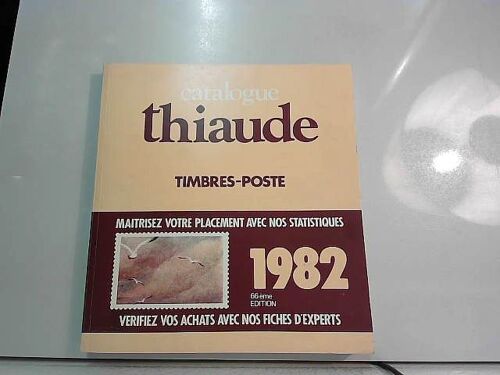 catalogue
thiaude
TIMBRES-POSTE
MAITRISEZ VOTRE PLACEMENT AVEC NOS STATISTIQUES
1982
66-ème
EDITION
VERIFIEZ VOS ACHATS AVEC NOS FICHES D'EXPERTS